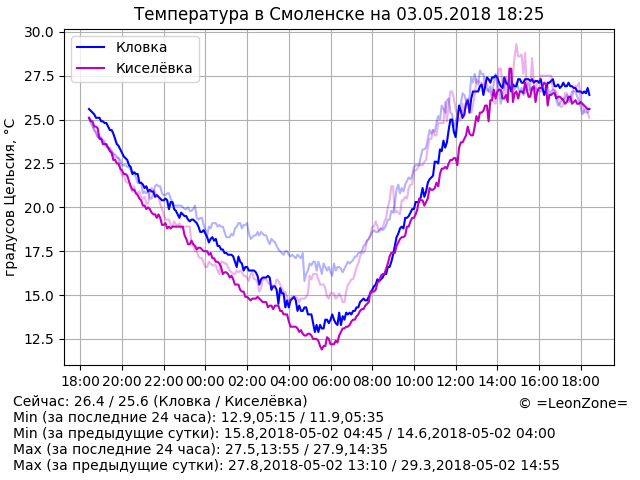 Температура в Смоленске на 03.05.2018 18:25
30.0
27.5
25.0
22.5
20.0
17.5
15.0
12.5
градусов Цельсия, °C
Кловка
Киселёвка
18:00 20:00 22:00 00:00 02:00 04:00 06:00 08:00 10:00 12:00 14:00 16:00 18:00
Сейчас: 26.4 / 25.6 (Кловка / Киселёвка)
© =LeonZone=
Min (за последние 24 часа): 12.9,05:15 / 11.9,05:35
Min (за предыдущие сутки): 15.8,2018-05-02 04:45 / 14.6,2018-05-02 04:00
Max (за последние 24 часа): 27.5,13:55 / 27.9,14:35
Max (за предыдущие сутки): 27.8,2018-05-02 13:10 / 29.3,2018-05-02 14:55